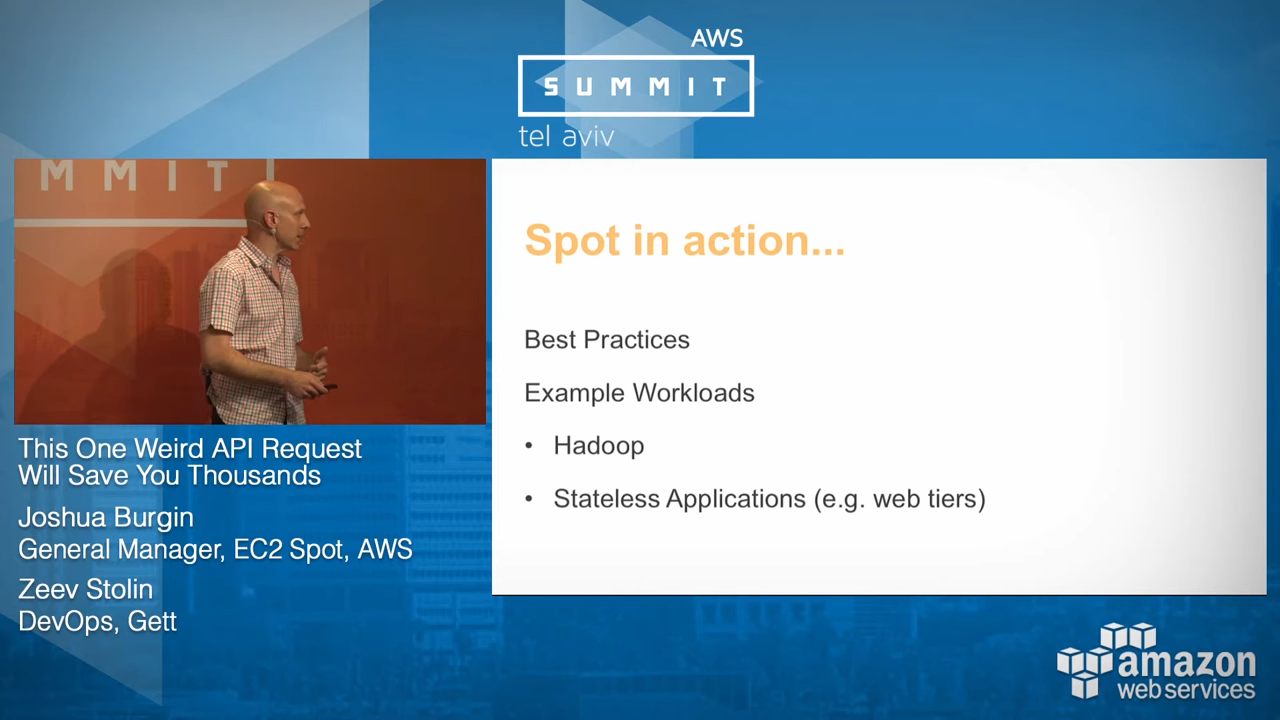 AWS
SUMMIT
tel aviv
MMIT
Spot in action...
Best Practices
Example Workloads
• Hadoop
• Stateless Applications (e.g. web tiers)
This One Weird API Request
Will Save You Thousands
Joshua Burgin
General Manager, EC2 Spot, AWS
Zeev Stolin
DevOps, Gett
amazon
web services